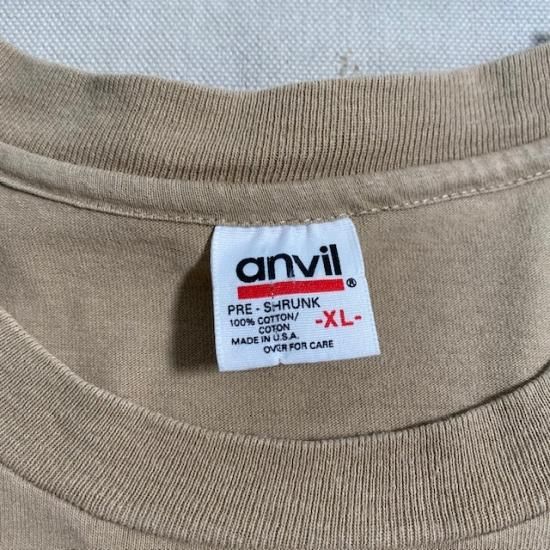 anvil
®
PRE-SHRUNK
100% COTTON/
COTON
-XL-
MADE IN U.S.A.
OVER FOR CARE